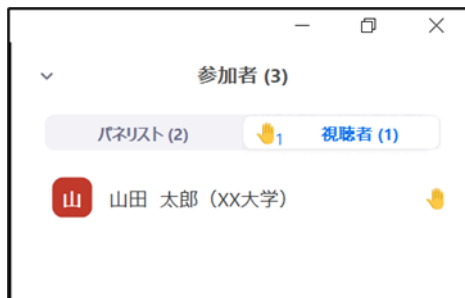 参加者 (3)
パネリスト (2) 1 視聴者 (1)
山 山田 太郎（XX大学）